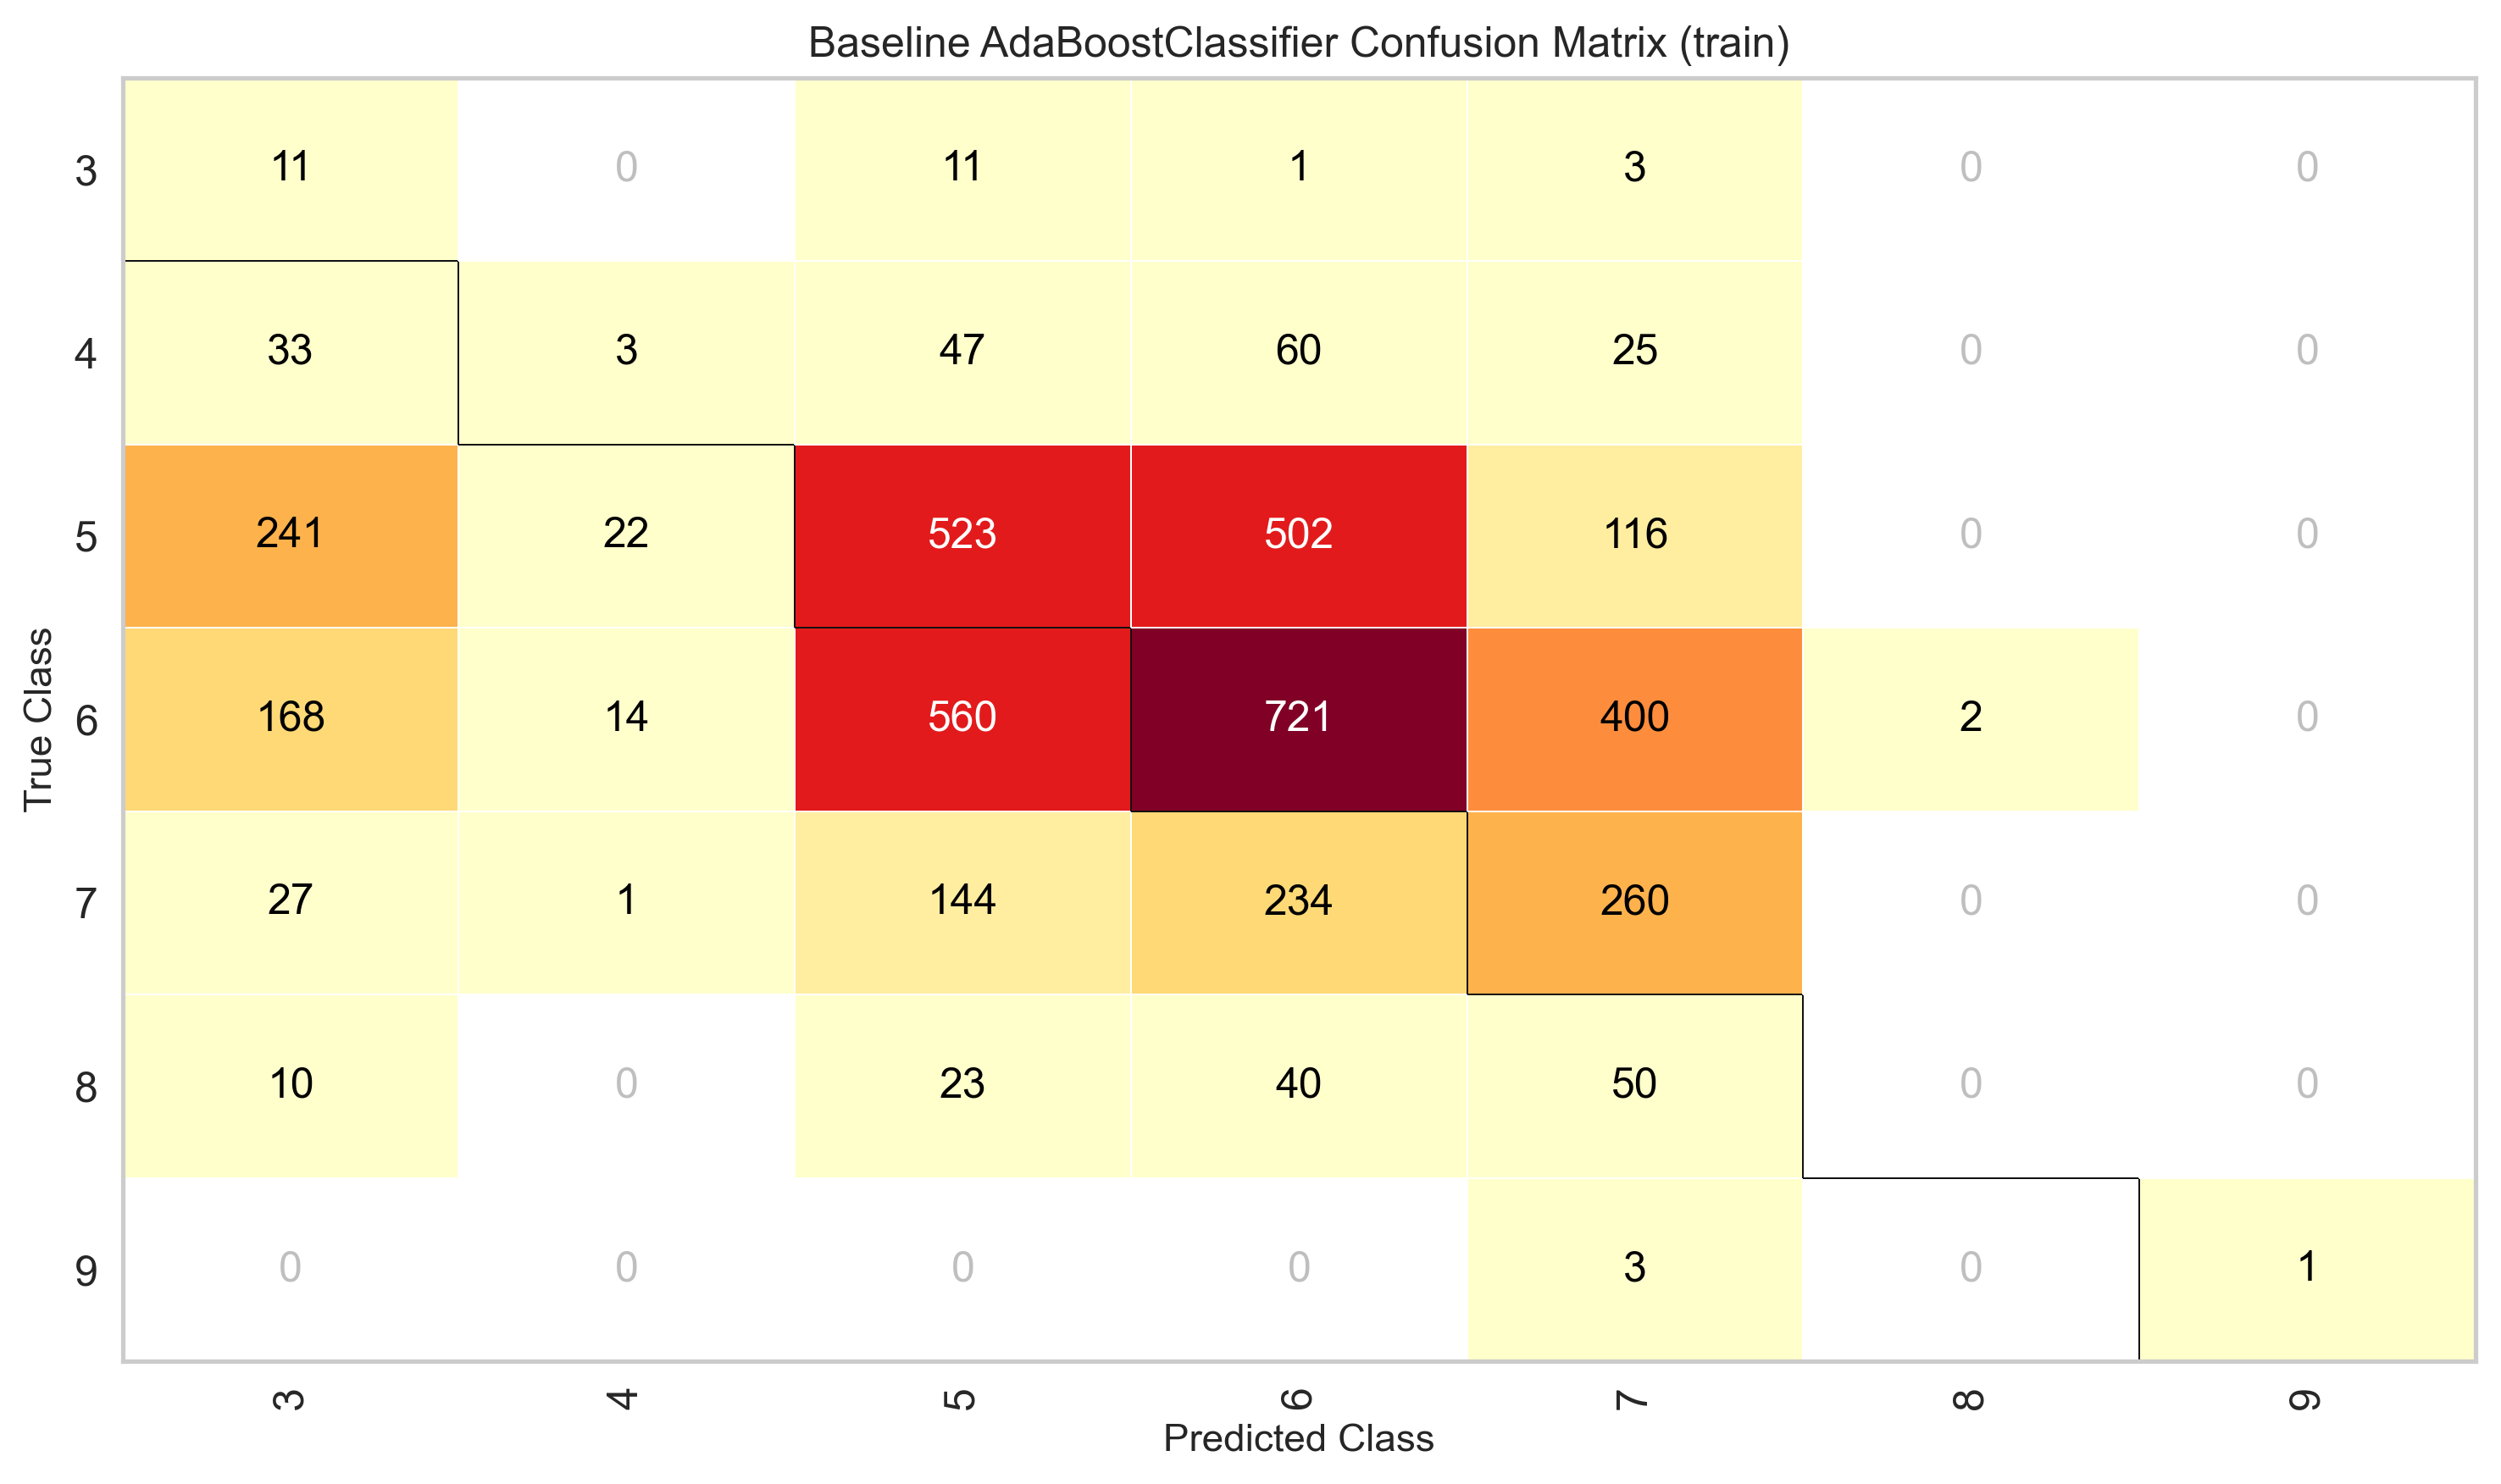 Baseline AdaBoostClassifier Confusion Matrix (train)
True Class
3 11 0 11 1 3 0 0
4 33 3 47 60 25 0 0
5 241 22 523 502 116 0 0
6 168 14 560 721 400 2 0
7 27 1 144 234 260 0 0
8 10 0 23 40 50 0 0
9 0 0 0 0 3 0 1
3 4 5 6 7 8 9
Predicted Class